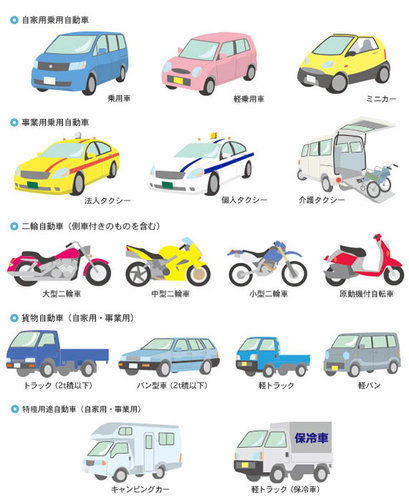 自家用乗用自動車
乗用車
軽乗用車
ミニカー
事業用乗用自動車
法人タクシー
個人タクシー
介護タクシー
二輪自動車（側車付きのものを含む）
大型二輪車
中型二輪車
小型二輪車
原動機付自転車
貨物自動車（自家用・事業用）
トラック（2t積以下）
バン型車（2t積以下）
軽トラック
軽バン
特種用途自動車（自家用・事業用）
保冷車
キャンピングカー
軽トラック（保冷車）